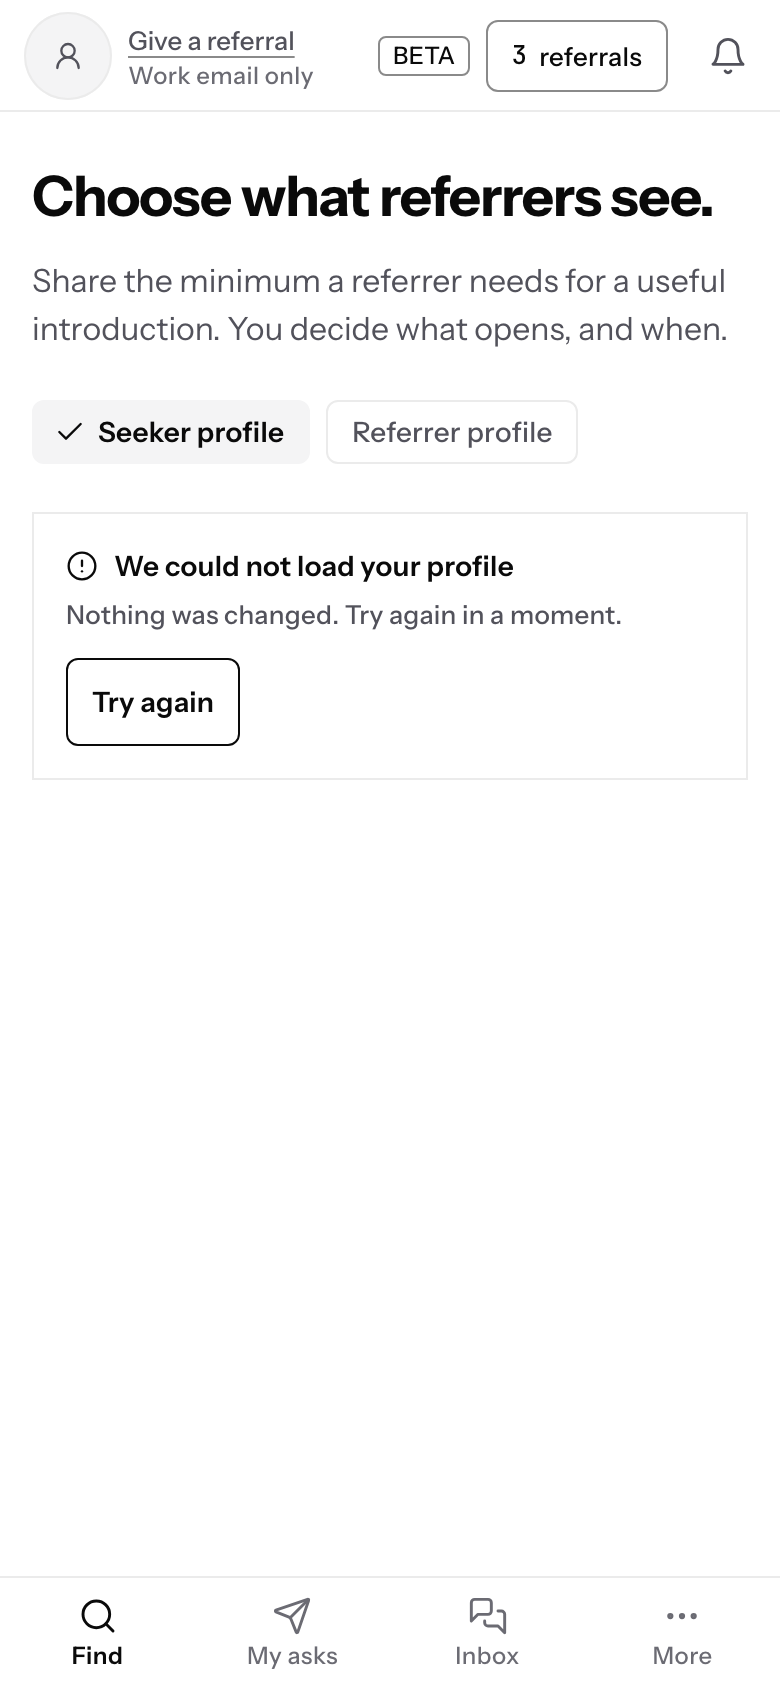 Give a referral
Work email only
BETA
3 referrals
Choose what referrers see.
Share the minimum a referrer needs for a useful
introduction. You decide what opens, and when.
Seeker profile
Referrer profile
We could not load your profile
Nothing was changed. Try again in a moment.
Try again
Find
My asks
Inbox
More